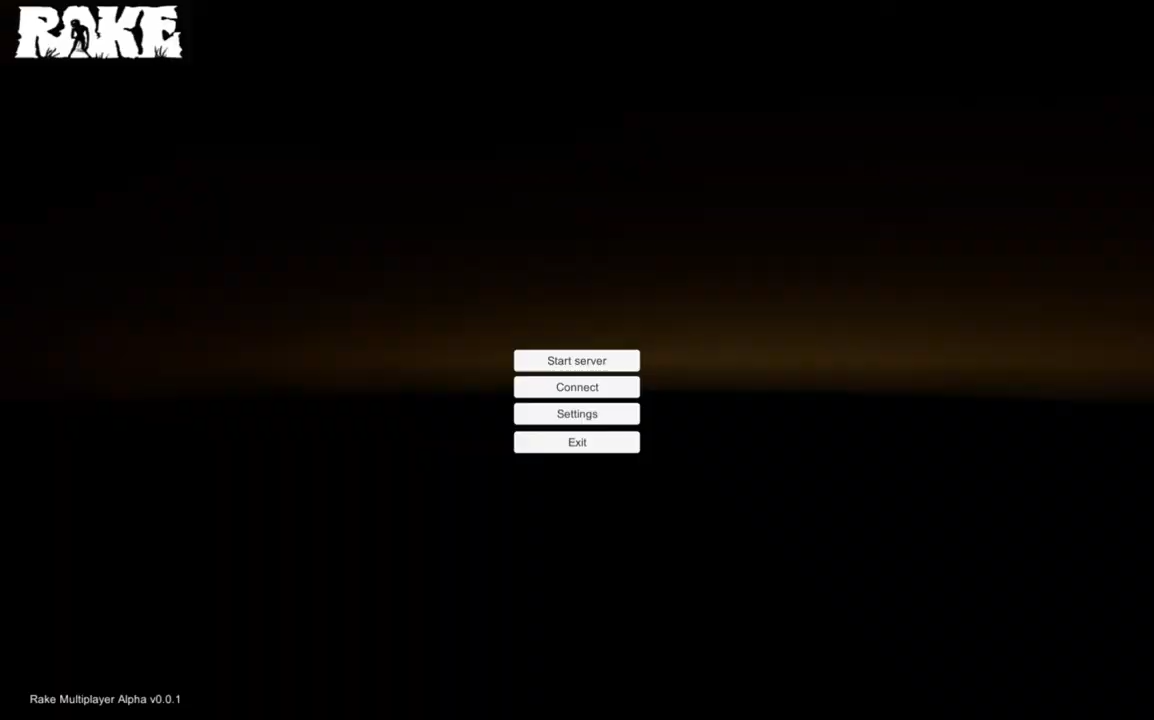 RAKE
Start server
Connect
Settings
Exit
Rake Multiplayer Alpha v0.0.1